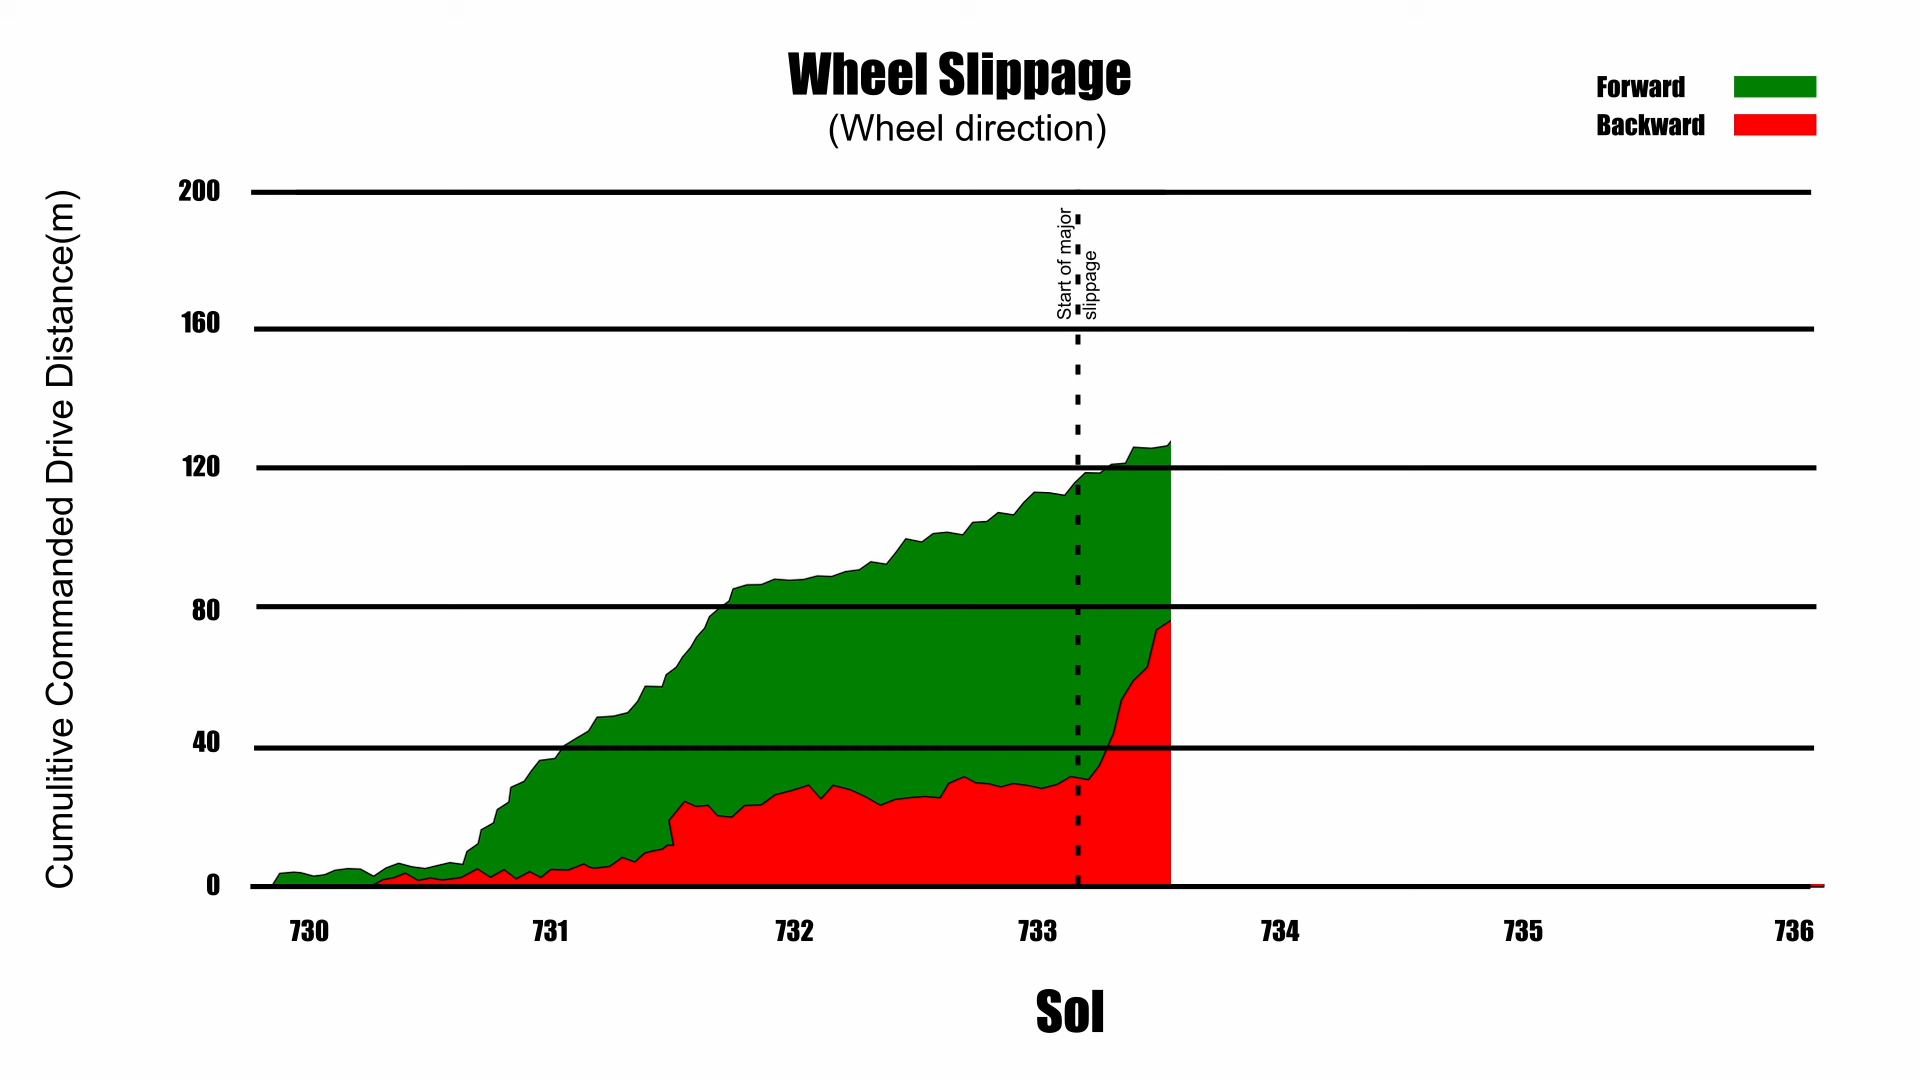 Wheel Slippage
(Wheel direction)
Forward
Backward
Cumulitive Commanded Drive Distance(m)
200
160
120
80
40
0
Start of major
slippage
730
731
732
733
734
735
736
Sol